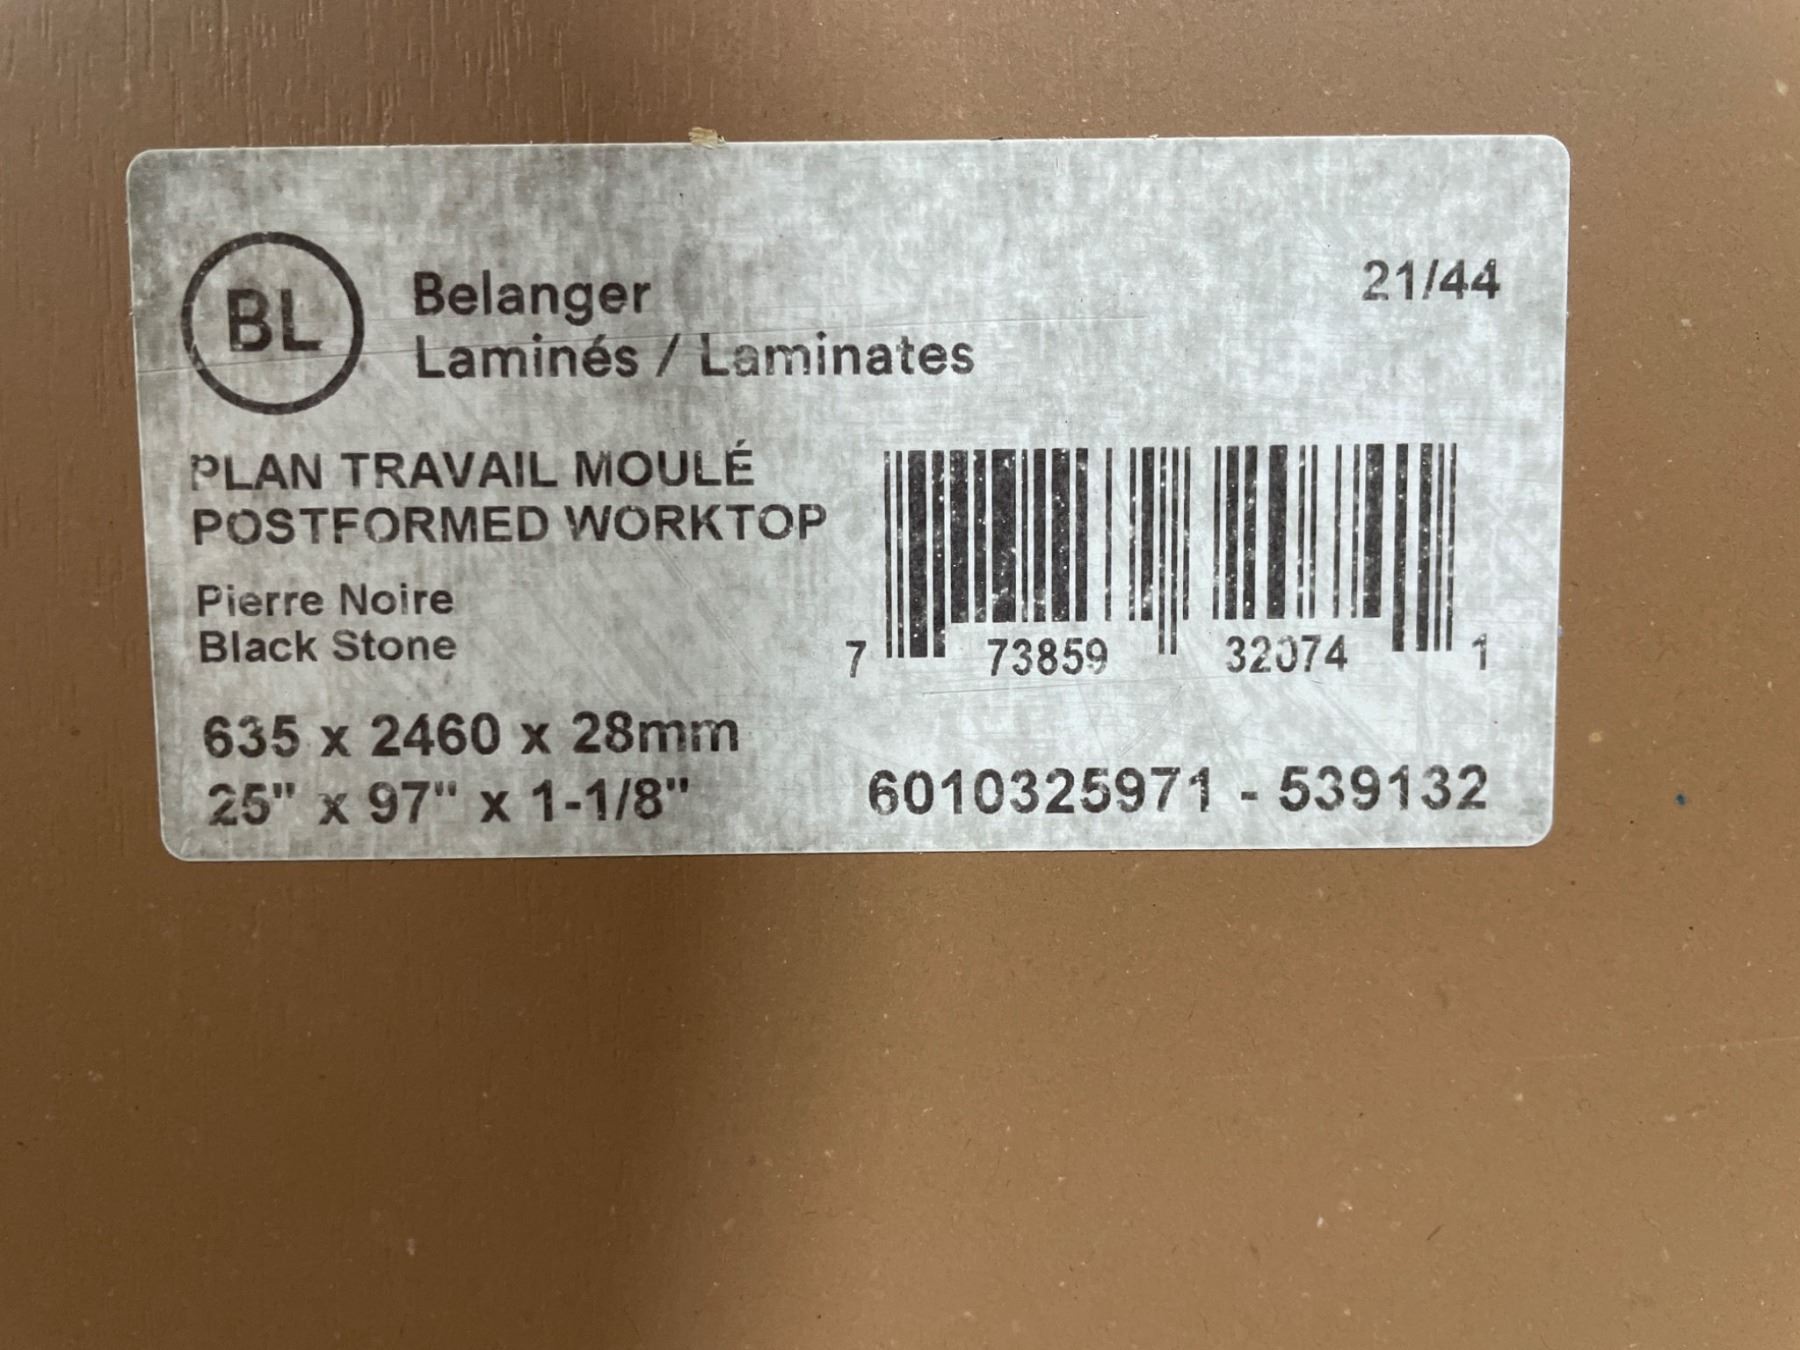 BL
Belanger
Laminés / Laminates
21/44
PLAN TRAVAIL MOULÉ
POSTFORMED WORKTOP
Pierre Noire
Black Stone
7 73859 32074 1
635 x 2460 x 28mm
25" x 97" x 1-1/8"
6010325971 - 539132